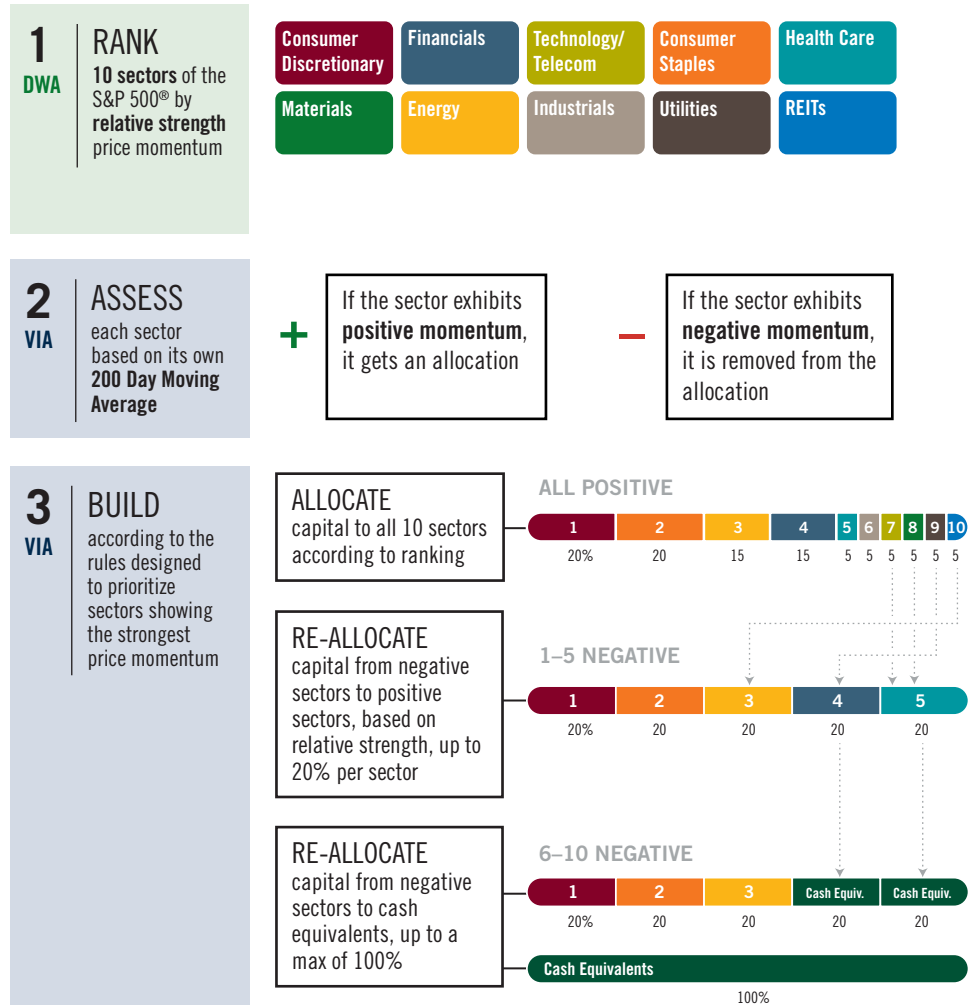 1
DWA
RANK
10 sectors of the
S&P 500® by
relative strength
price momentum
Consumer
Discretionary
Financials
Technology/
Telecom
Consumer
Staples
Health Care
Materials
Energy
Industrials
Utilities
REITs
2
VIA
ASSESS
each sector
based on its own
200 Day Moving
Average
+
If the sector exhibits
positive momentum,
it gets an allocation
–
If the sector exhibits
negative momentum,
it is removed from the
allocation
3
VIA
BUILD
according to the
rules designed
to prioritize
sectors showing
the strongest
price momentum
ALLOCATE
capital to all 10 sectors
according to ranking
ALL POSITIVE
1 2 3 4 5 6 7 8 9 10
20% 20 15 15 5 5 5 5 5 5
RE-ALLOCATE
capital from negative
sectors to positive
sectors, based on
relative strength, up to
20% per sector
1–5 NEGATIVE
1 2 3 4 5
20% 20 20 20 20
RE-ALLOCATE
capital from negative
sectors to cash
equivalents, up to a
max of 100%
6–10 NEGATIVE
1 2 3 Cash Equiv. Cash Equiv.
20% 20 20 20 20
Cash Equivalents
100%